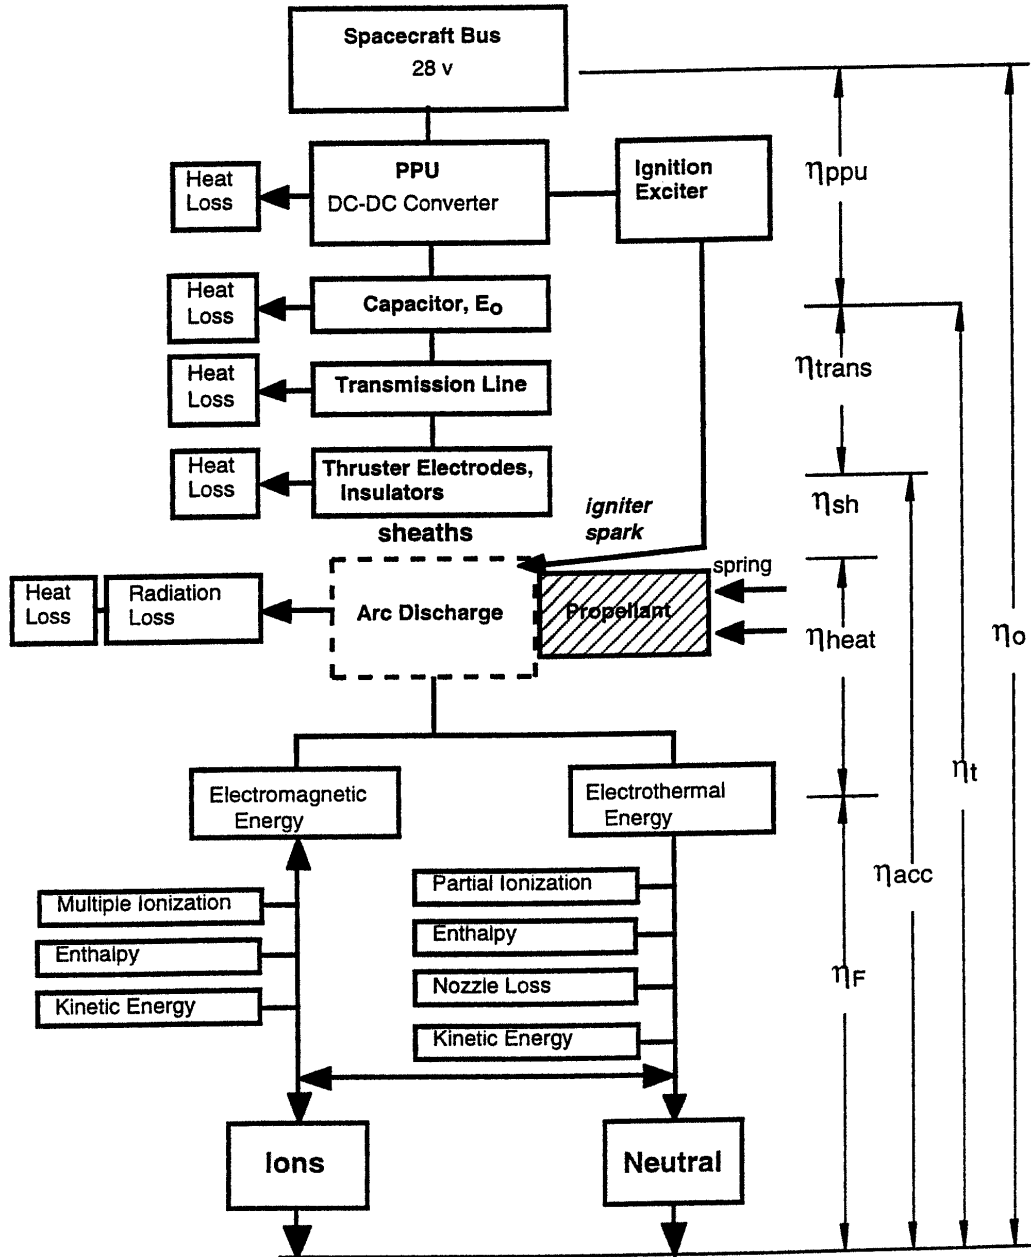 Spacecraft Bus
28 v
PPU
DC-DC Converter
Ignition
Exciter
Heat
Loss
ηppu
Heat
Loss
Capacitor, Eo
Heat
Loss
Transmission Line
ηtrans
Heat
Loss
Thruster Electrodes,
Insulators
sheaths
igniter
spark
ηsh
spring
Heat
Loss
Radiation
Loss
Arc Discharge
Propellant
ηheat
ηo
Electromagnetic
Energy
Electrothermal
Energy
ηt
Multiple Ionization
Enthalpy
Kinetic Energy
Partial Ionization
Enthalpy
Nozzle Loss
Kinetic Energy
ηacc
ηF
Ions
Neutral